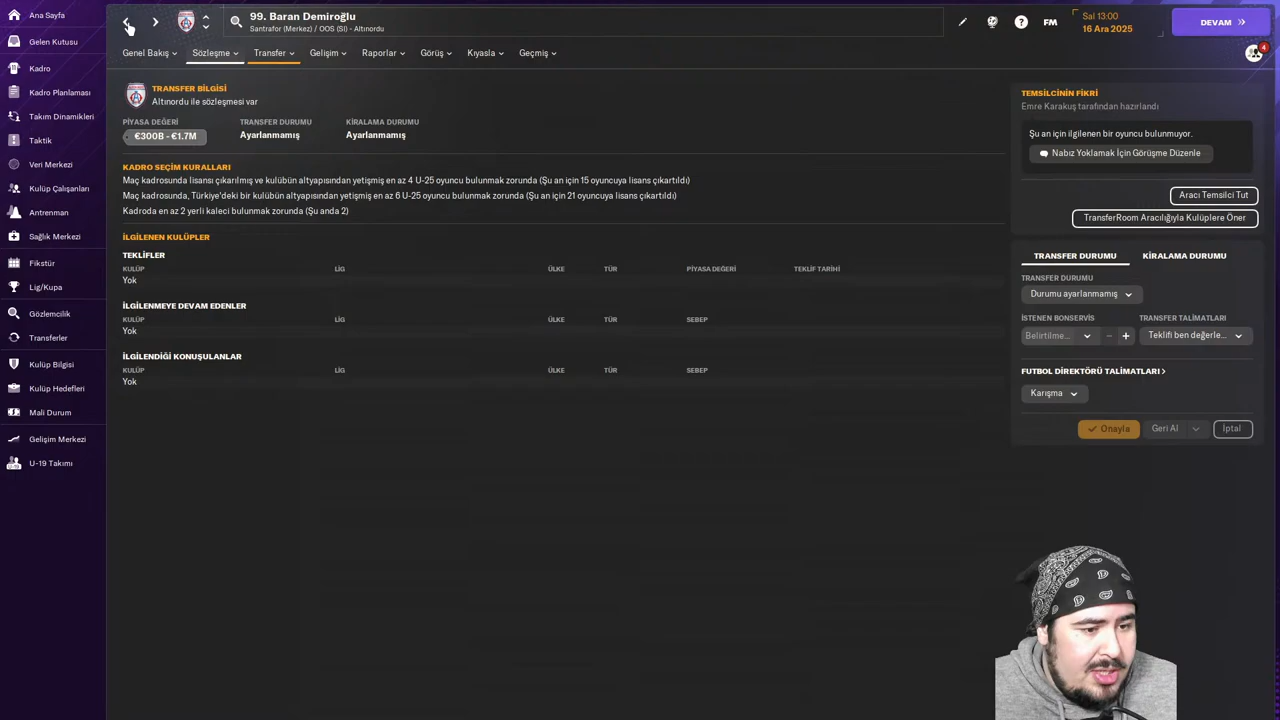 Ana Sayfa
Gelen Kutusu
Kadro
Kadro Planlaması
Takım Dinamikleri
Taktik
Veri Merkezi
Kulüp Çalışanları
Antrenman
Sağlık Merkezi
Fikstür
Lig/Kupa
Gözlemcilik
Transferler
Kulüp Bilgisi
Kulüp Hedefleri
Mali Durum
Gelişim Merkezi
U-19 Takımı
99. Baran Demiroğlu
Santrafor (Merkez) / OOS (Sl) - Altınordu
FM
Sal 13:00
16 Ara 2025
DEVAM
4
Genel Bakış
Sözleşme
Transfer
Gelişim
Raporlar
Görüş
Kıyasla
Geçmiş
TRANSFER BİLGİSİ
Altınordu ile sözleşmesi var
PİYASA DEĞERİ TRANSFER DURUMU KİRALAMA DURUMU
€300B - €1.7M Ayarlanmamış Ayarlanmamış
KADRO SEÇİM KURALLARI
Maç kadrosunda lisansı çıkarılmış ve kulübün altyapısından yetişmiş en az 4 U-25 oyuncu bulunmak zorunda (Şu an için 15 oyuncuya lisans çıkartıldı)
Maç kadrosunda, Türkiye'deki bir kulübün altyapısından yetişmiş en az 6 U-25 oyuncu bulunmak zorunda (Şu an için 21 oyuncuya lisans çıkartıldı)
Kadroda en az 2 yerli kaleci bulunmak zorunda (Şu anda 2)
İLGİLENEN KULÜPLER
TEKLİFLER
KULÜP LİG ÜLKE TÜR PİYASA DEĞERİ TEKLİF TARİHİ
Yok
İLGİLENMEYE DEVAM EDENLER
KULÜP LİG ÜLKE TÜR SEBEP
Yok
İLGİLENDİĞİ KONUŞULANLAR
KULÜP LİG ÜLKE TÜR SEBEP
Yok
TEMSİLCİNİN FİKRİ
Emre Karakuş tarafından hazırlandı
Şu an için ilgilenen bir oyuncu bulunmuyor.
Nabız Yoklamak İçin Görüşme Düzenle
Aracı Temsilci Tut
TransferRoom Aracılığıyla Kulüplere Öner
TRANSFER DURUMU KİRALAMA DURUMU
TRANSFER DURUMU
Durumu ayarlanmamış
İSTENEN BONSERVİS TRANSFER TALİMATLARI
Belirtilme... Teklifi ben değerle...
FUTBOL DİREKTÖRÜ TALİMATLARI
Karışma
Onayla Geri Al İptal